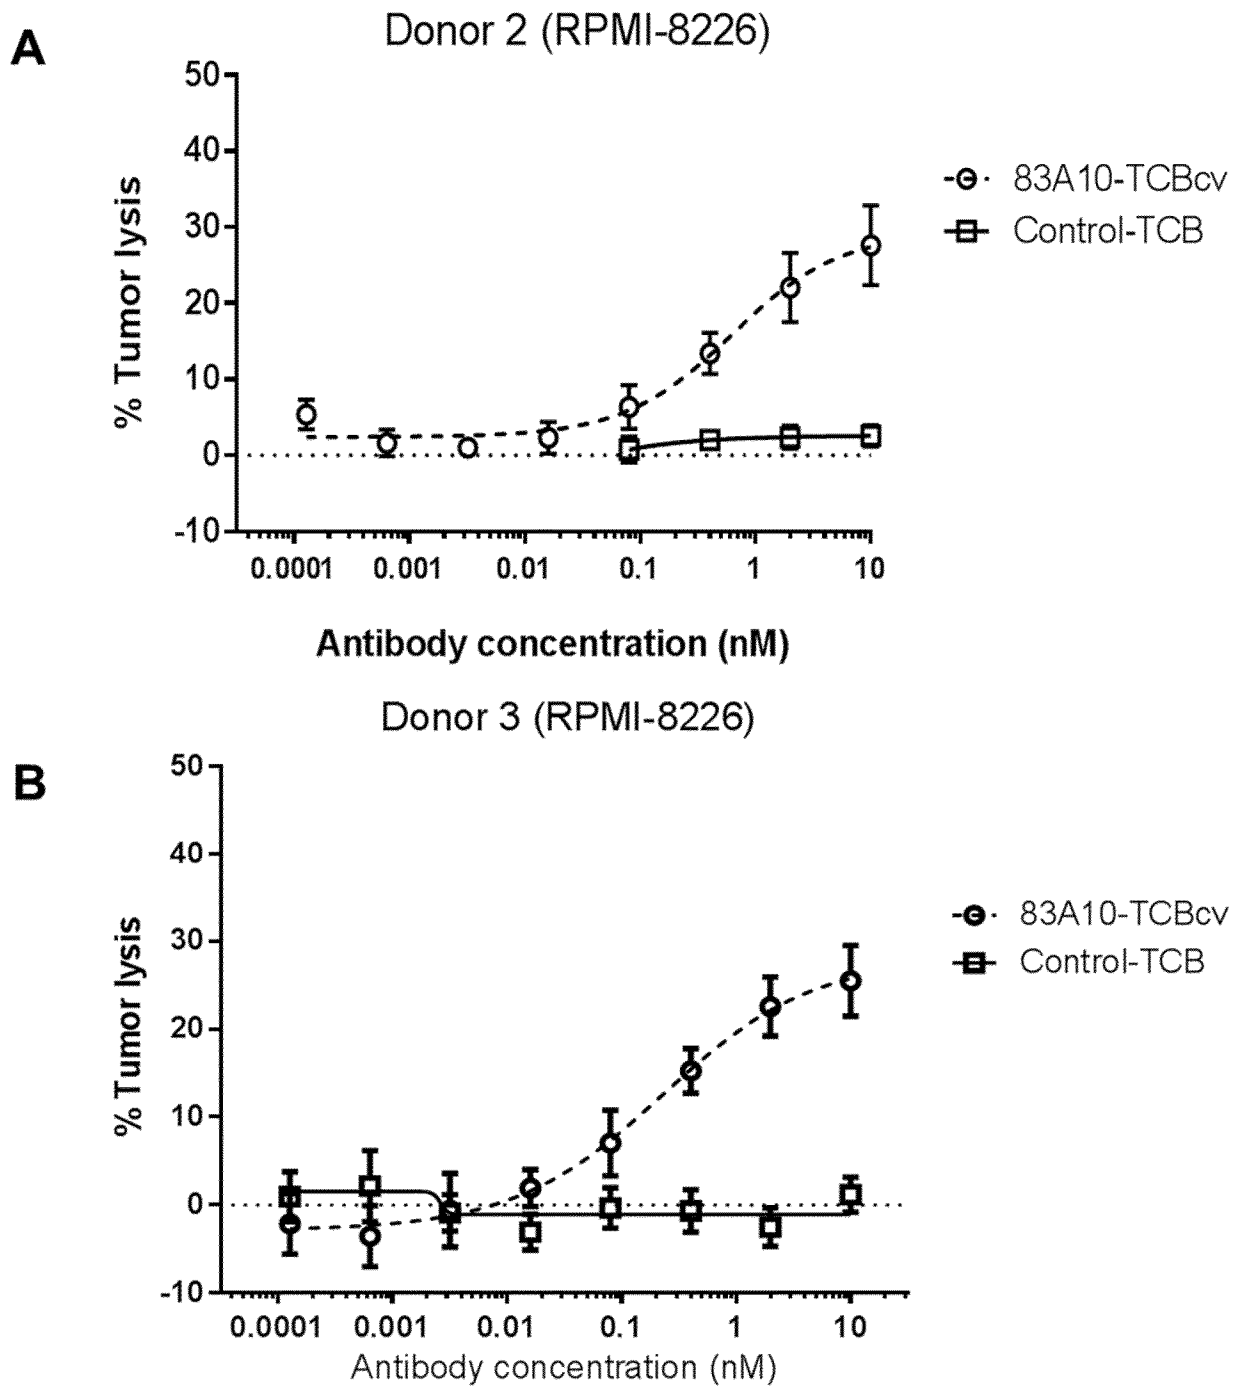 A
Donor 2 (RPMI-8226)
50
40
30
20
10
0
-10
% Tumor lysis
83A10-TCBcv
Control-TCB
0.0001 0.001 0.01 0.1 1 10
Antibody concentration (nM)
Donor 3 (RPMI-8226)
B
50
40
30
20
10
0
-10
% Tumor lysis
83A10-TCBcv
Control-TCB
0.0001 0.001 0.01 0.1 1 10
Antibody concentration (nM)